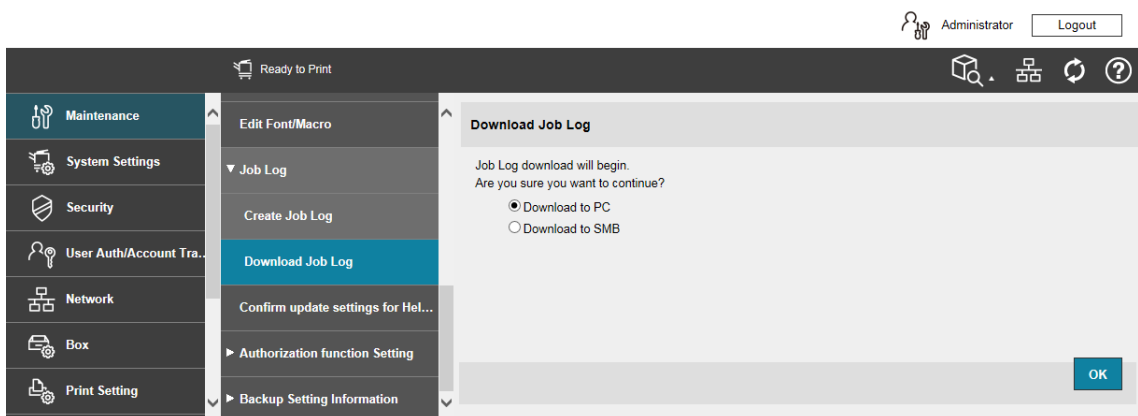 Administrator
Logout
Ready to Print
Maintenance
System Settings
Security
User Auth/Account Tra..
Network
Box
Print Setting
Edit Font/Macro
▼ Job Log
Create Job Log
Download Job Log
Confirm update settings for Hel...
► Authorization function Setting
► Backup Setting Information
Download Job Log
Job Log download will begin.
Are you sure you want to continue?
Download to PC
Download to SMB
OK